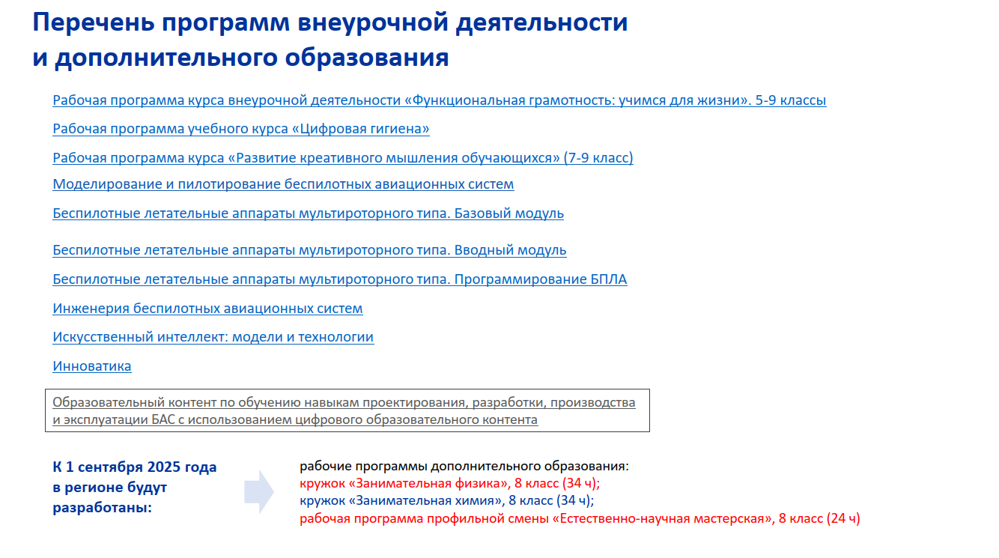 Перечень программ внеурочной деятельности
и дополнительного образования
Рабочая программа курса внеурочной деятельности «Функциональная грамотность: учимся для жизни». 5-9 классы
Рабочая программа учебного курса «Цифровая гигиена»
Рабочая программа курса «Развитие креативного мышления обучающихся» (7-9 класс)
Моделирование и пилотирование беспилотных авиационных систем
Беспилотные летательные аппараты мультироторного типа. Базовый модуль
Беспилотные летательные аппараты мультироторного типа. Вводный модуль
Беспилотные летательные аппараты мультироторного типа. Программирование БПЛА
Инженерия беспилотных авиационных систем
Искусственный интеллект: модели и технологии
Инноватика
Образовательный контент по обучению навыкам проектирования, разработки, производства
и эксплуатации БАС с использованием цифрового образовательного контента
К 1 сентября 2025 года
в регионе будут
разработаны:
рабочие программы дополнительного образования:
кружок «Занимательная физика», 8 класс (34 ч);
кружок «Занимательная химия», 8 класс (34 ч);
рабочая программа профильной смены «Естественно-научная мастерская», 8 класс (24 ч)